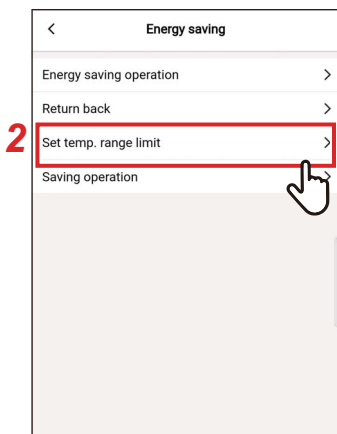 Energy saving
Energy saving operation
Return back
2
Set temp. range limit
Saving operation